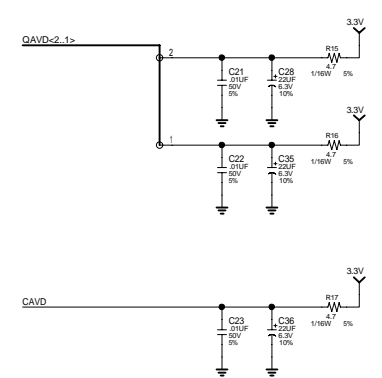 3.3V
QAVD<2..1>
2
R15
4.7
1/16W 5%
C21
.01UF
50V
5%
C28
+
22UF
6.3V
10%
3.3V
1
R16
4.7
1/16W 5%
C22
.01UF
50V
5%
C35
+
22UF
6.3V
10%
3.3V
CAVD
R17
4.7
1/16W 5%
C23
.01UF
50V
5%
C36
+
22UF
6.3V
10%